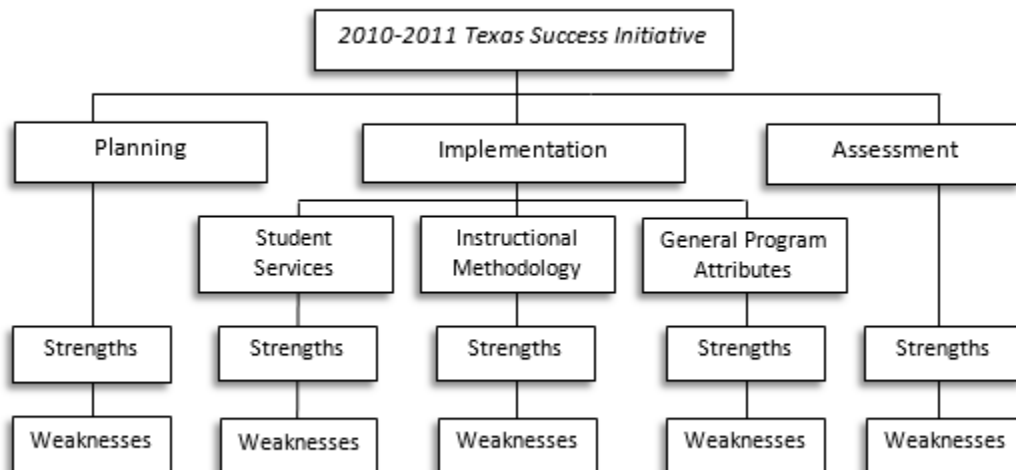 2010-2011 Texas Success Initiative
Planning
Implementation
Assessment
Student
Services
Instructional
Methodology
General Program
Attributes
Strengths
Strengths
Strengths
Strengths
Strengths
Weaknesses
Weaknesses
Weaknesses
Weaknesses
Weaknesses